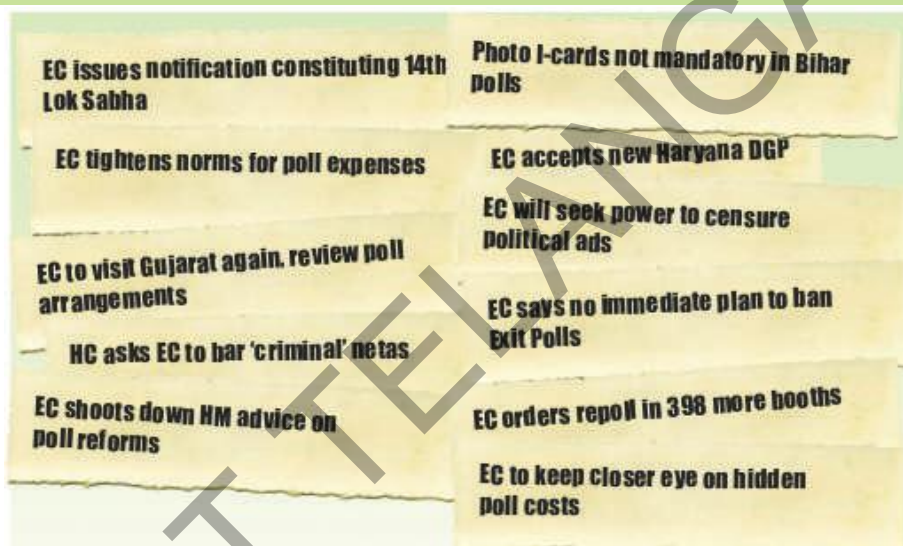 EC issues notification constituting 14th
Lok Sabha
EC tightens norms for poll expenses
EC to visit Gujarat again, review poll
arrangements
HC asks EC to bar ‘criminal’ netas
EC shoots down HM advice on
poll reforms
Photo I-cards not mandatory in Bihar
polls
EC accepts new Haryana DGP
EC will seek power to censure
political ads
EC says no immediate plan to ban
Exit Polls
EC orders repoll in 398 more booths
EC to keep closer eye on hidden
poll costs
T TELANGA